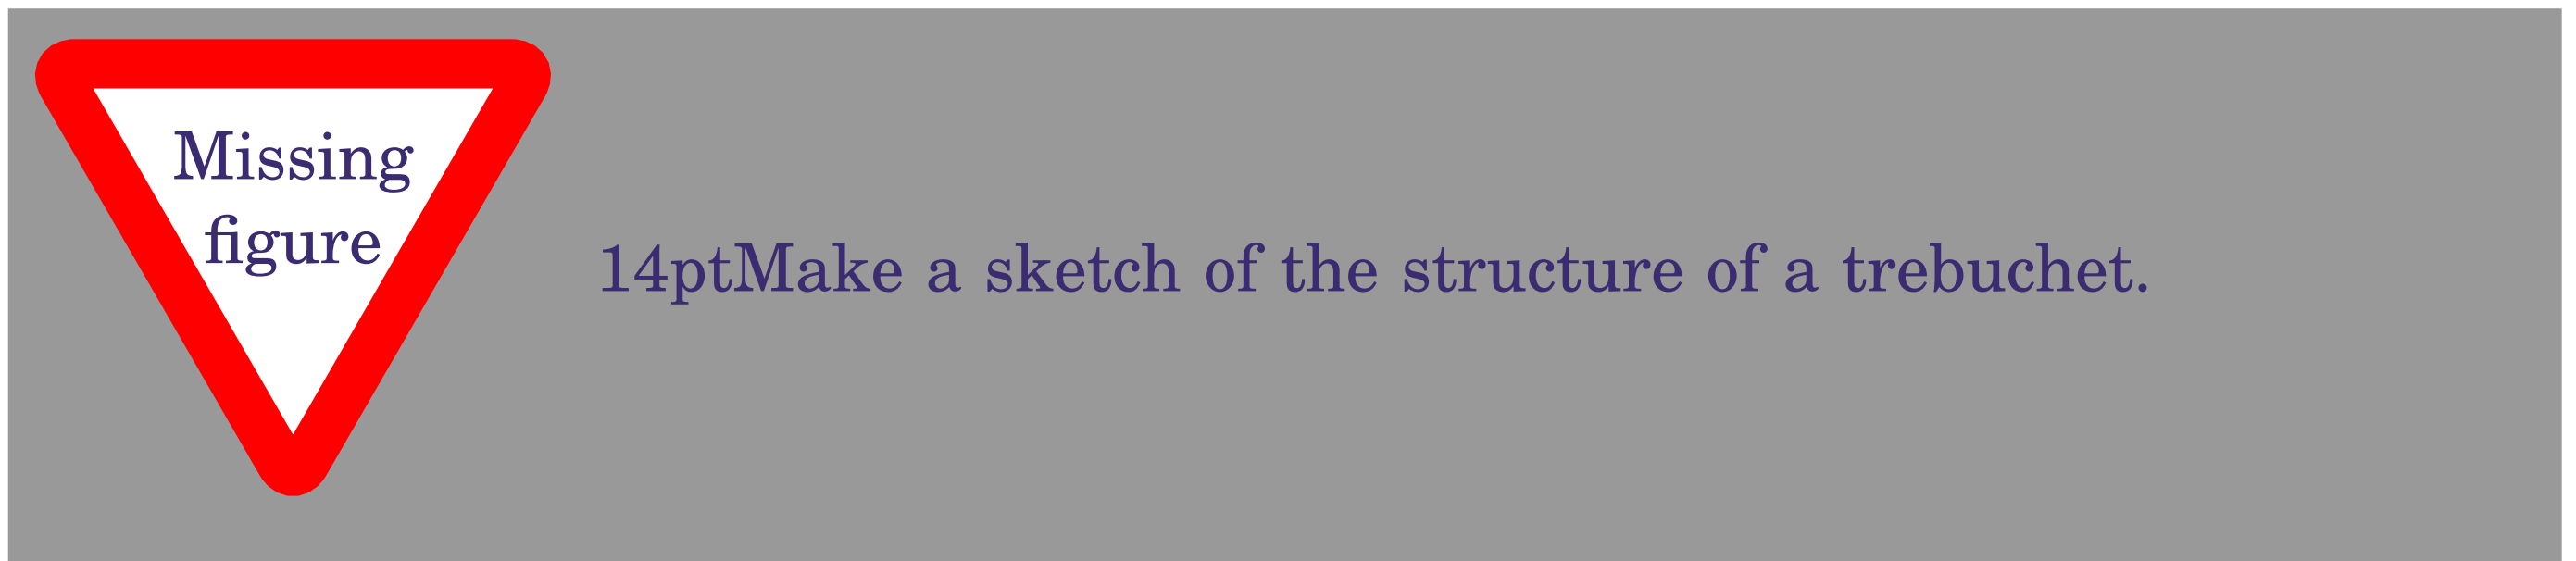 Missing
figure
14ptMake a sketch of the structure of a trebuchet.